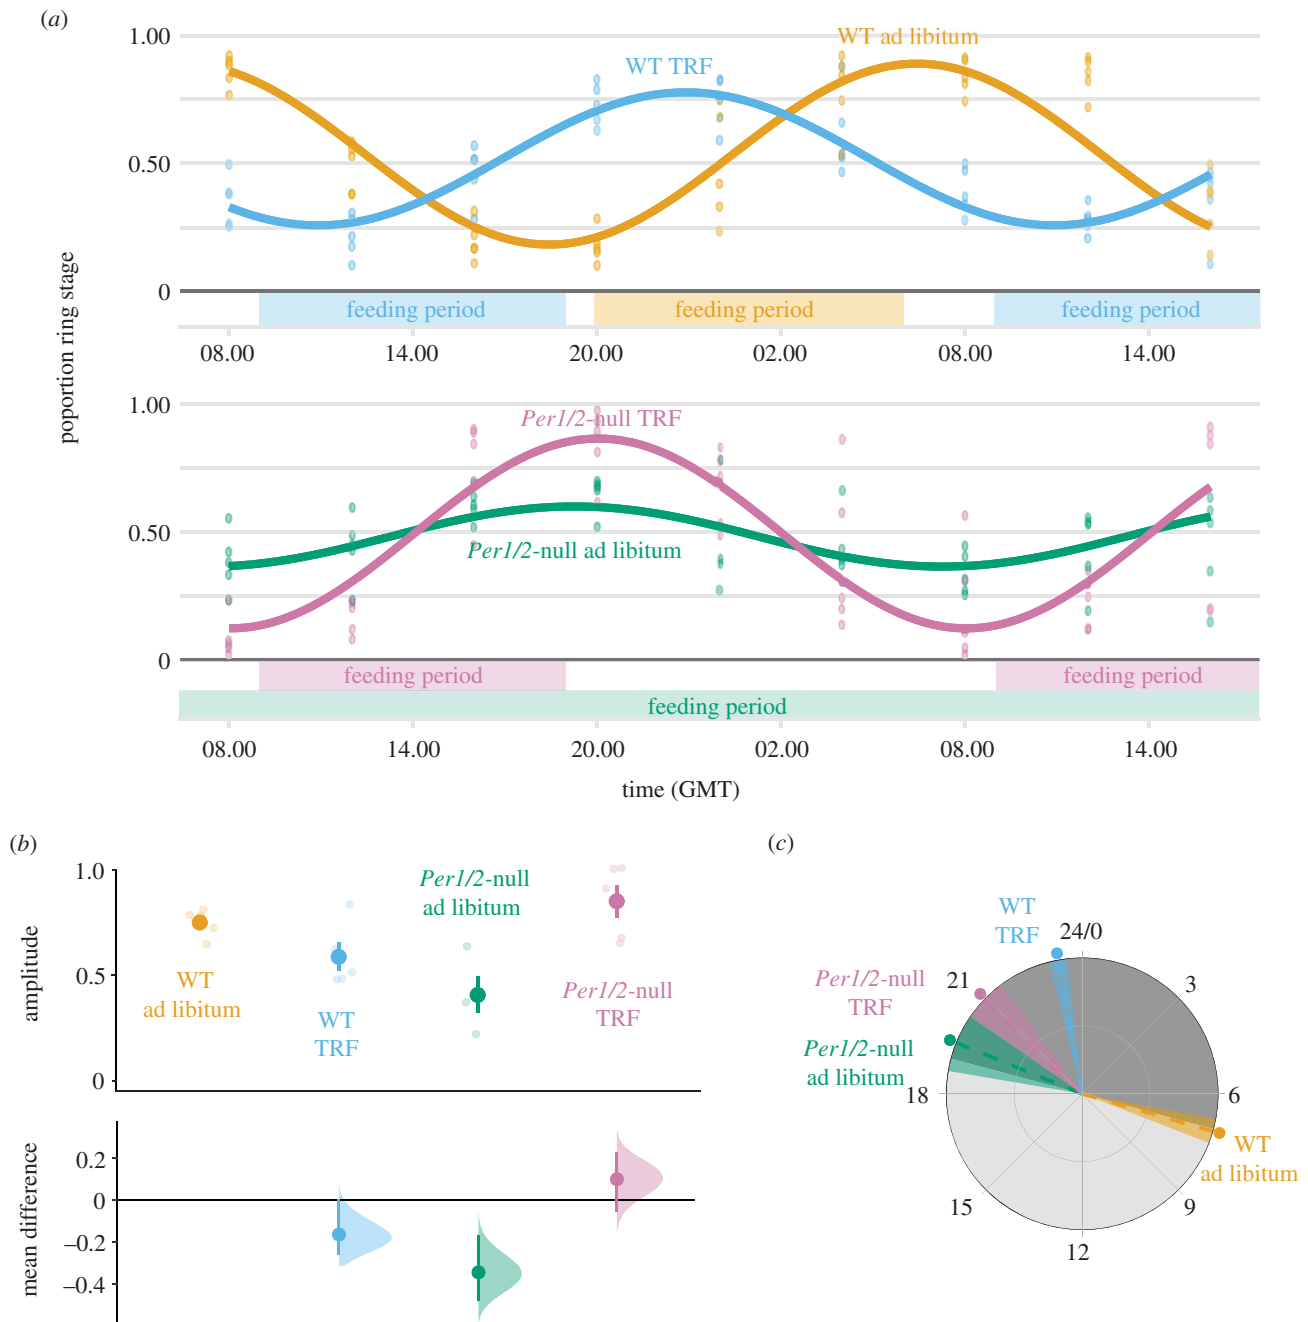 (a)
poportion ring stage
1.00
0.50
0
WT TRF
WT ad libitum
feeding period
feeding period
feeding period
08.00 14.00 20.00 02.00 08.00 14.00
1.00
0.50
0
Per1/2-null TRF
Per1/2-null ad libitum
feeding period
feeding period
feeding period
08.00 14.00 20.00 02.00 08.00 14.00
time (GMT)
(b)
amplitude
1.0
0.5
0
WT
ad libitum
WT
TRF
Per1/2-null
ad libitum
Per1/2-null
TRF
mean difference
0.2
0
–0.2
–0.4
(c)
WT
TRF
24/0
3
6
9
12
15
18
21
Per1/2-null
TRF
Per1/2-null
ad libitum
WT
ad libitum